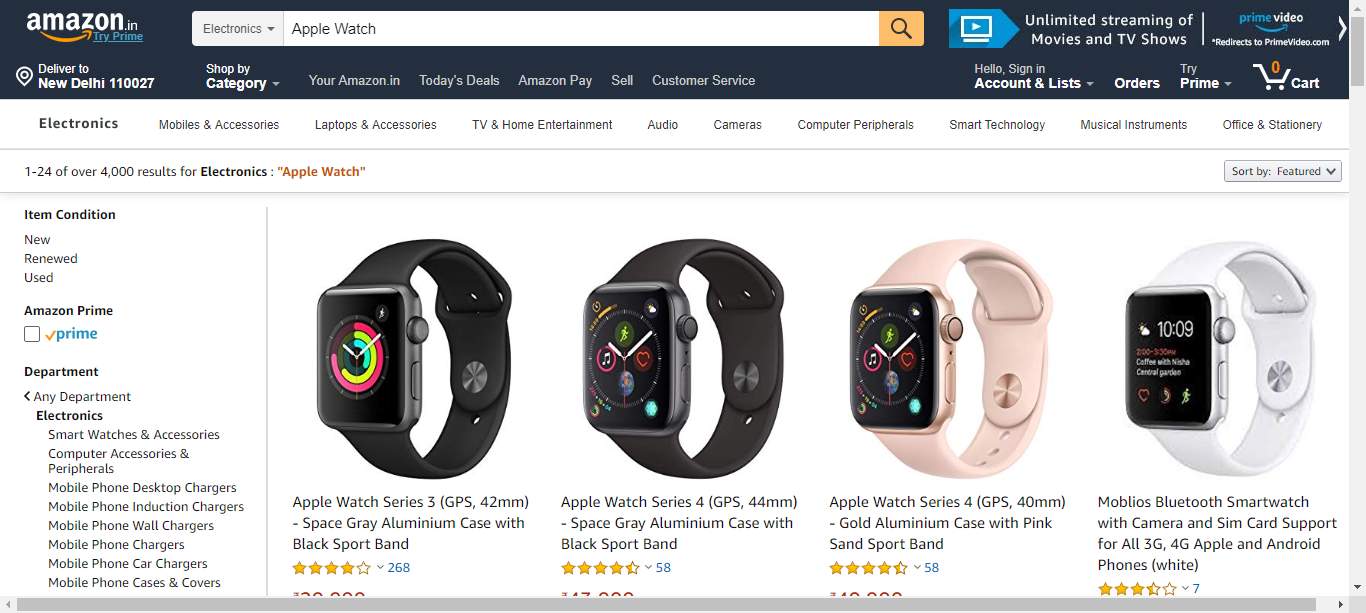 amazon.in
Try Prime
Electronics
Apple Watch
Unlimited streaming of
Movies and TV Shows
prime video
*Redirects to PrimeVideo.com
Deliver to
New Delhi 110027
Shop by
Category
Your Amazon.in
Today's Deals
Amazon Pay
Sell
Customer Service
Hello, Sign in
Account & Lists
Orders
Try
Prime
0
Cart
Electronics
Mobiles & Accessories
Laptops & Accessories
TV & Home Entertainment
Audio
Cameras
Computer Peripherals
Smart Technology
Musical Instruments
Office & Stationery
1-24 of over 4,000 results for Electronics : "Apple Watch"
Sort by: Featured
Item Condition
New
Renewed
Used
Amazon Prime
prime
Department
Any Department
Electronics
Smart Watches & Accessories
Computer Accessories &
Peripherals
Mobile Phone Desktop Chargers
Mobile Phone Induction Chargers
Mobile Phone Wall Chargers
Mobile Phone Chargers
Mobile Phone Car Chargers
Mobile Phone Cases & Covers
10:09
2:00-3:30PM
Coffee with Nisha
Central garden
Apple Watch Series 3 (GPS, 42mm)
- Space Gray Aluminium Case with
Black Sport Band
268
Apple Watch Series 4 (GPS, 44mm)
- Space Gray Aluminium Case with
Black Sport Band
58
Apple Watch Series 4 (GPS, 40mm)
- Gold Aluminium Case with Pink
Sand Sport Band
58
Moblios Bluetooth Smartwatch
with Camera and Sim Card Support
for All 3G, 4G Apple and Android
Phones (white)
7